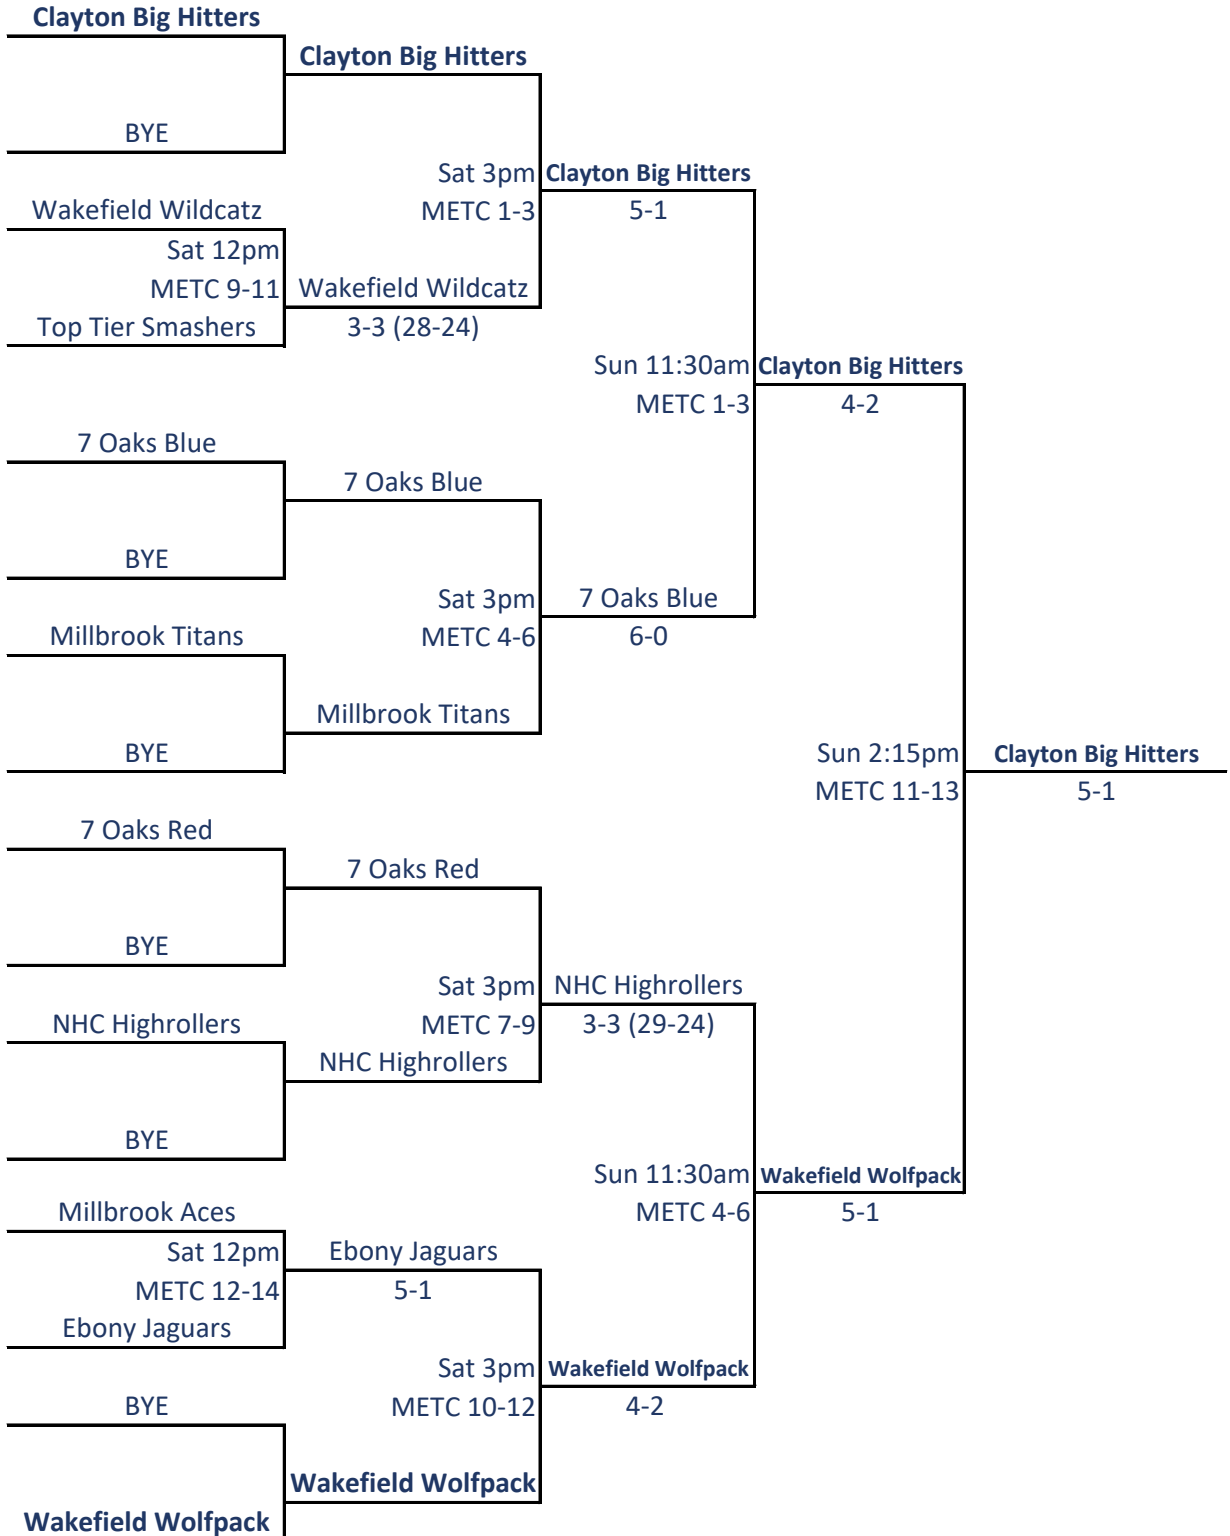 Clayton Big Hitters
Clayton Big Hitters
BYE
Sat 3pm Clayton Big Hitters
Wakefield Wildcatz METC 1-3 5-1
Sat 12pm
METC 9-11 Wakefield Wildcatz
Top Tier Smashers 3-3 (28-24)
Sun 11:30am Clayton Big Hitters
METC 1-3 4-2
7 Oaks Blue
7 Oaks Blue
BYE
Sat 3pm 7 Oaks Blue
Millbrook Titans METC 4-6 6-0
Millbrook Titans
BYE Sun 2:15pm Clayton Big Hitters
METC 11-13 5-1
7 Oaks Red
7 Oaks Red
BYE
Sat 3pm NHC Highrollers
NHC Highrollers METC 7-9 3-3 (29-24)
NHC Highrollers
BYE
Sun 11:30am Wakefield Wolfpack
Millbrook Aces METC 4-6 5-1
Sat 12pm Ebony Jaguars
METC 12-14 5-1
Ebony Jaguars
Sat 3pm Wakefield Wolfpack
BYE METC 10-12 4-2
Wakefield Wolfpack
Wakefield Wolfpack